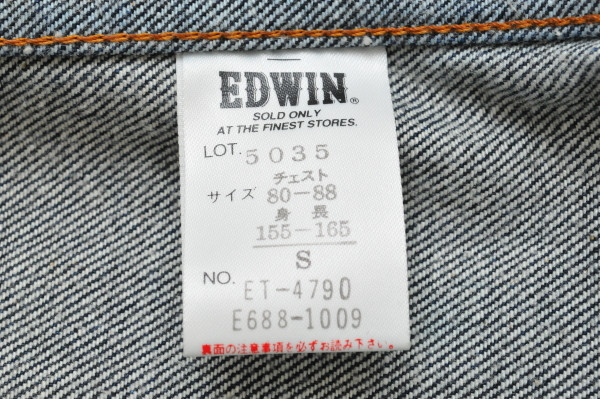 EDWIN®
SOLD ONLY
AT THE FINEST STORES.
LOT. 5035
チェスト
サイズ 80-88
身長
155-165
S
NO. ET-4790
E688-1009
裏面の注意事項を必ずお読み下さい。